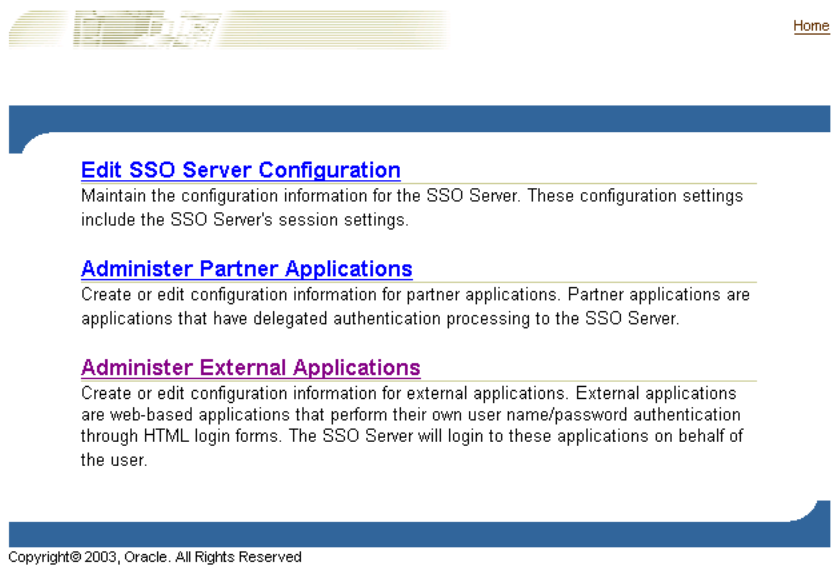 Home
Edit SSO Server Configuration
Maintain the configuration information for the SSO Server. These configuration settings
include the SSO Server's session settings.
Administer Partner Applications
Create or edit configuration information for partner applications. Partner applications are
applications that have delegated authentication processing to the SSO Server.
Administer External Applications
Create or edit configuration information for external applications. External applications
are web-based applications that perform their own user name/password authentication
through HTML login forms. The SSO Server will login to these applications on behalf of
the user.
Copyright© 2003, Oracle. All Rights Reserved